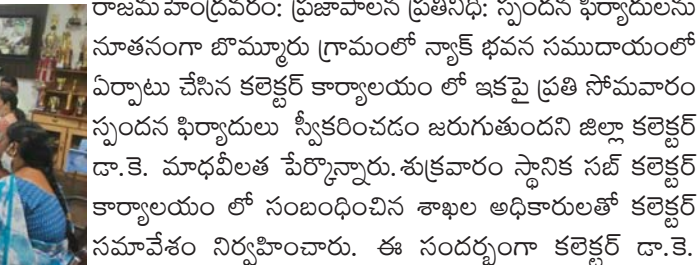 రాజమహేంద్రవరం: ప్రజాపాలన ప్రతినిధి: స్పందన ఫిర్యాదులను
నూతనంగా బొమ్మూరు గ్రామంలో న్యాక్ భవన సముదాయంలో
ఏర్పాటు చేసిన కలెక్టర్ కార్యాలయం లో ఇకపై ప్రతి సోమవారం
స్పందన ఫిర్యాదులు స్వీకరించడం జరుగుతుందని జిల్లా కలెక్టర్
డా.కె. మాధవీలత పేర్కొన్నారు. శుక్రవారం స్థానిక సబ్ కలెక్టర్
కార్యాలయం లో సంబంధించిన శాఖల అధికారులతో కలెక్టర్
సమావేశం నిర్వహించారు. ఈ సందర్భంగా కలెక్టర్ డా.కె.